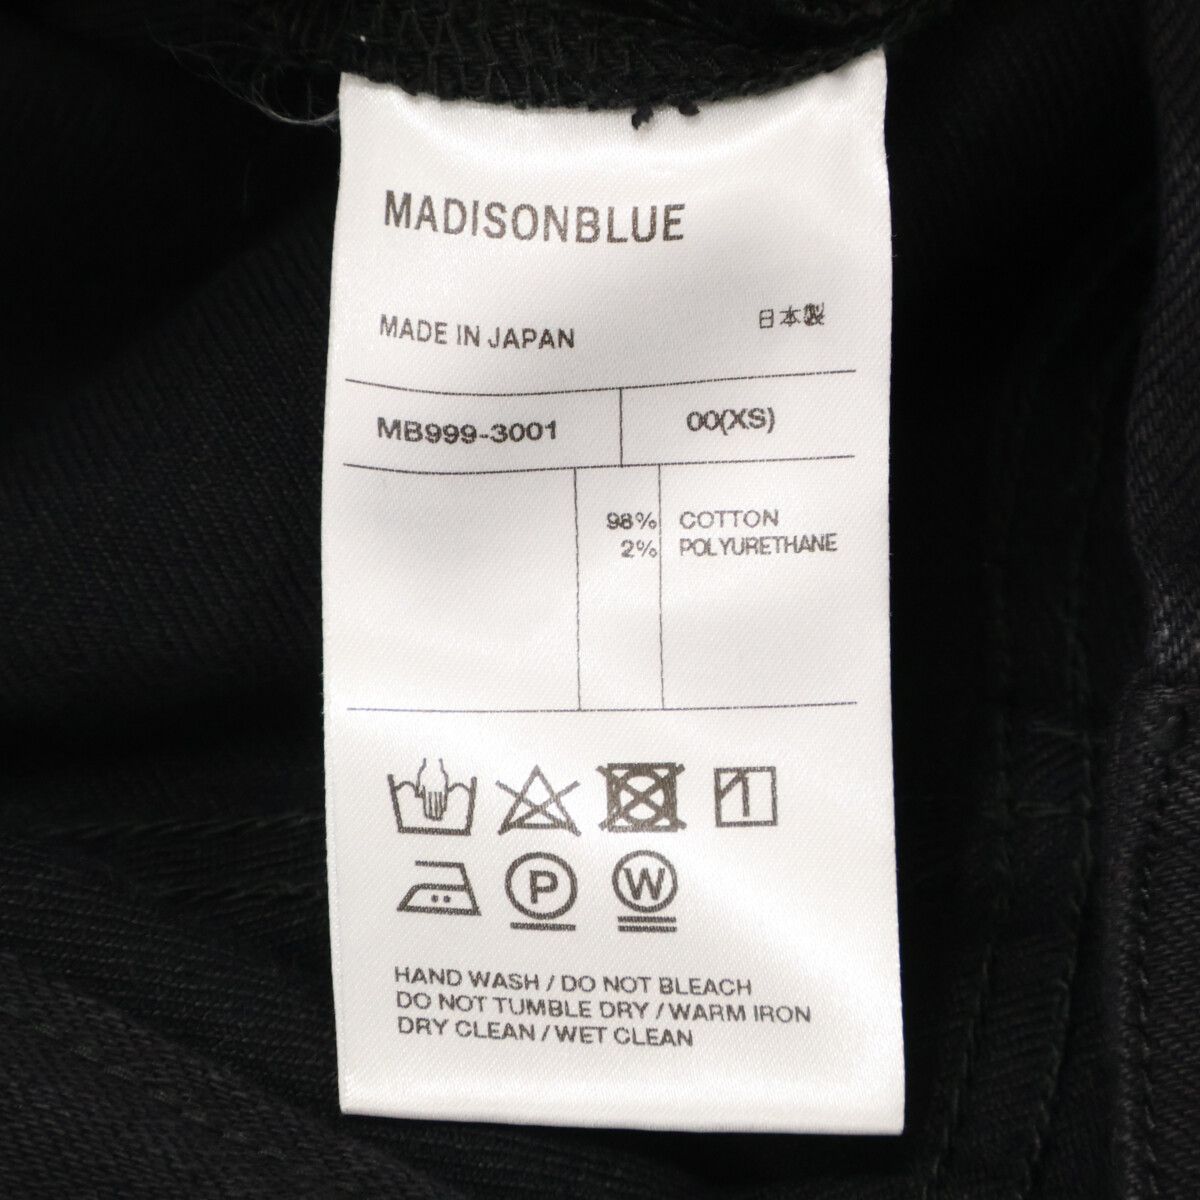 MADISONBLUE
MADE IN JAPAN 日本製
MB999-3001 00(XS)
98% COTTON
2% POLYURETHANE
P W
HAND WASH / DO NOT BLEACH
DO NOT TUMBLE DRY / WARM IRON
DRY CLEAN / WET CLEAN